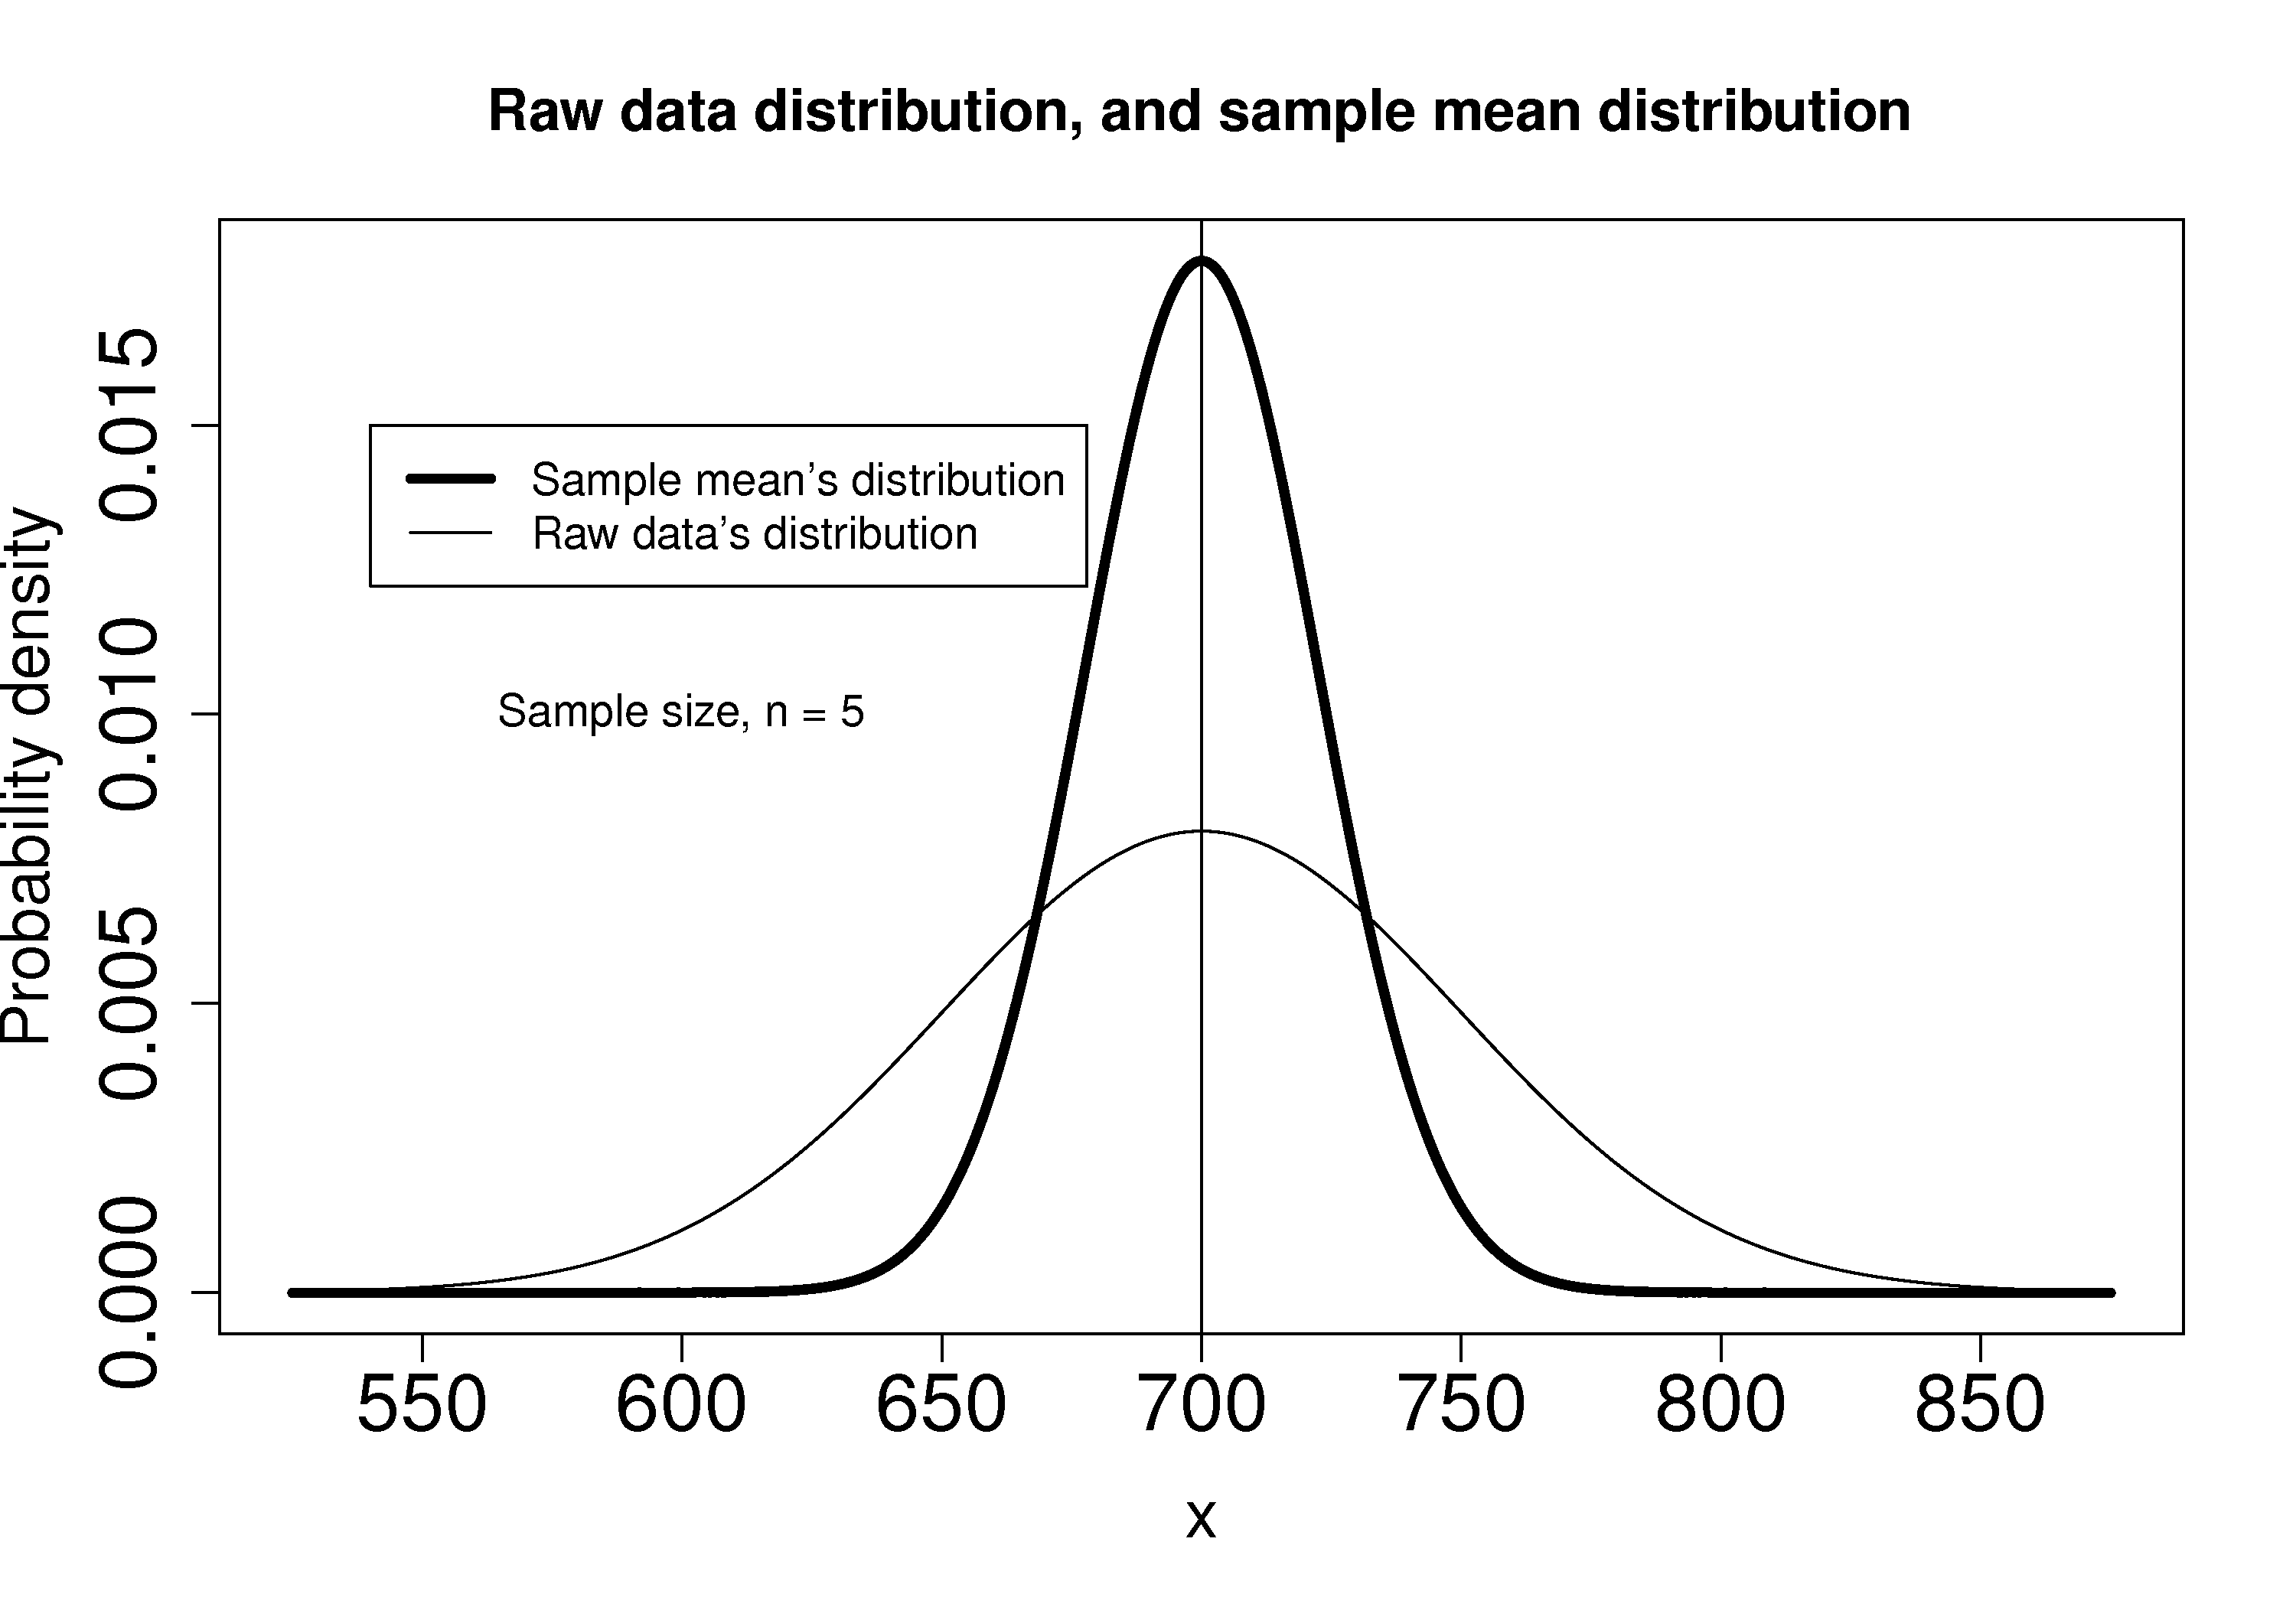 Raw data distribution, and sample mean distribution
Probability density
0.015
0.010
0.005
0.000
Sample mean’s distribution
Raw data’s distribution
Sample size, n = 5
550 600 650 700 750 800 850
x